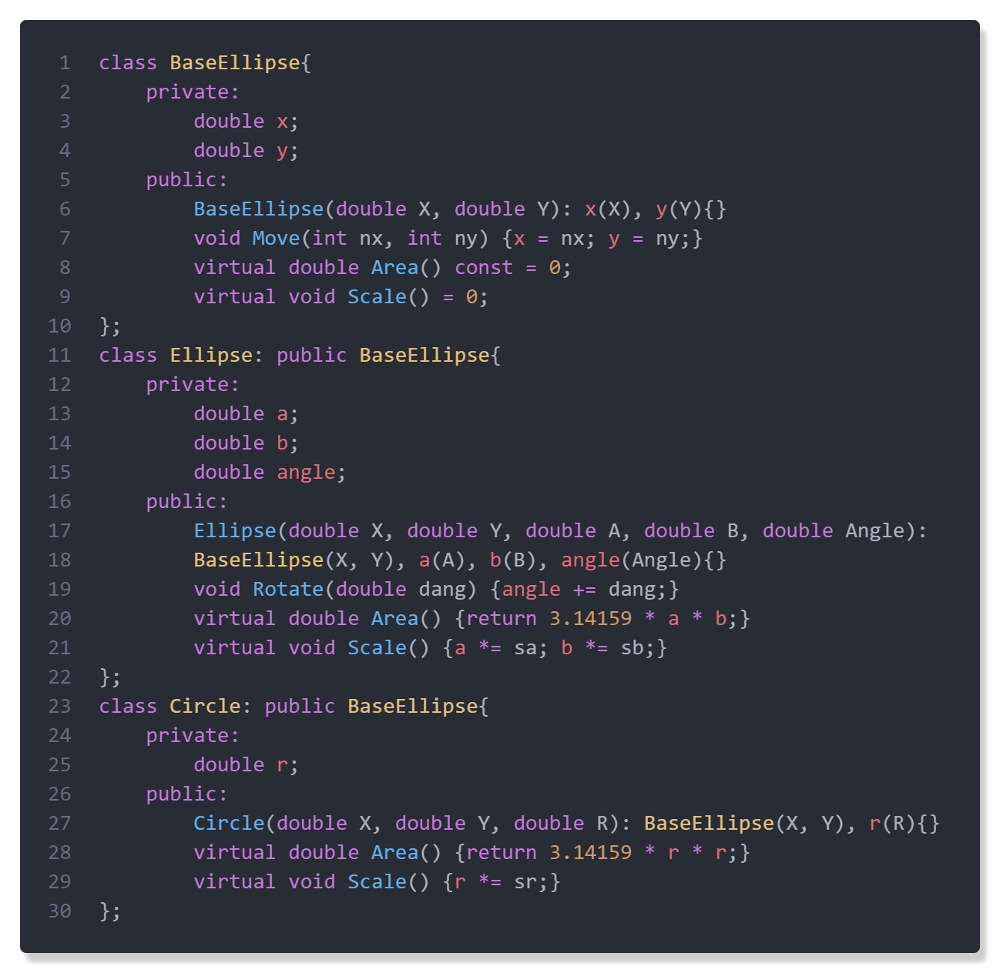 1 class BaseEllipse{
2 private:
3 double x;
4 double y;
5 public:
6 BaseEllipse(double X, double Y): x(X), y(Y){}
7 void Move(int nx, int ny) {x = nx; y = ny;}
8 virtual double Area() const = 0;
9 virtual void Scale() = 0;
10 };
11 class Ellipse: public BaseEllipse{
12 private:
13 double a;
14 double b;
15 double angle;
16 public:
17 Ellipse(double X, double Y, double A, double B, double Angle):
18 BaseEllipse(X, Y), a(A), b(B), angle(Angle){}
19 void Rotate(double dang) {angle += dang;}
20 virtual double Area() {return 3.14159 * a * b;}
21 virtual void Scale() {a *= sa; b *= sb;}
22 };
23 class Circle: public BaseEllipse{
24 private:
25 double r;
26 public:
27 Circle(double X, double Y, double R): BaseEllipse(X, Y), r(R){}
28 virtual double Area() {return 3.14159 * r * r;}
29 virtual void Scale() {r *= sr;}
30 };